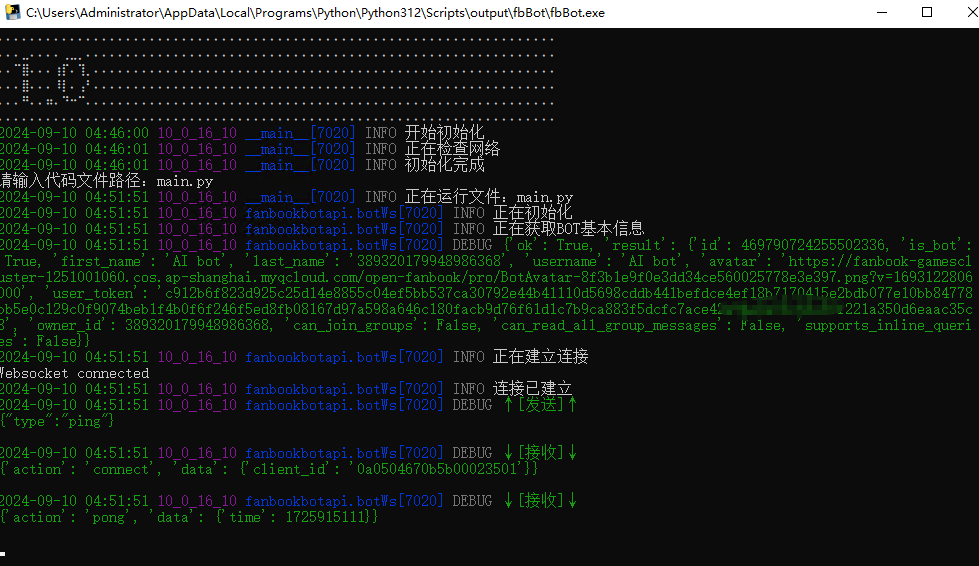 C:\Users\Administrator\AppData\Local\Programs\Python\Python312\Scripts\output\fbBot\fbBot.exe
2024-09-10 04:46:00 10_0_16_10 __main__[7020] INFO 开始初始化
2024-09-10 04:46:01 10_0_16_10 __main__[7020] INFO 正在检查网络
2024-09-10 04:46:01 10_0_16_10 __main__[7020] INFO 初始化完成
请输入代码文件路径：main.py
2024-09-10 04:51:51 10_0_16_10 __main__[7020] INFO 正在运行文件：main.py
2024-09-10 04:51:51 10_0_16_10 fanbookbotapi.bot\s[7020] INFO 正在初始化
2024-09-10 04:51:51 10_0_16_10 fanbookbotapi.bot\s[7020] INFO 正在获取BOT基本信息
2024-09-10 04:51:51 10_0_16_10 fanbookbotapi.bot\s[7020] DEBUG {'ok': True, 'result': {'id': 469790724255502336, 'is_bot':
True, 'first_name': 'AI bot', 'last_name': '389320179948986368', 'username': 'AI bot', 'avatar': 'https://fanbook-gamescl
uster-1251001060.cos.ap-shanghai.myqcloud.com/open-fanbook/pro/BotAvatar-8f3b1e9f0e3dd34ce560025778e3e397.png?v=1693122806
000', 'user_token': 'c912b6f823d925c25d14e8855c04ef5bb537ca30792e44b41110d5698cddb441befdce4ef18b7170415e2bdb077e10bb84778
bb5e0c129c0f9074beb1f4b0f6f246f5ed8fb08167d97a598a646c180facb9d76f61d1c7b9ca883f5dcfc7ace42 221a350d6eaac35c
8', 'owner_id': 389320179948986368, 'can_join_groups': False, 'can_read_all_group_messages': False, 'supports_inline_queri
es': False}}
2024-09-10 04:51:51 10_0_16_10 fanbookbotapi.bot\s[7020] INFO 正在建立连接
Websocket connected
2024-09-10 04:51:51 10_0_16_10 fanbookbotapi.bot\s[7020] INFO 连接已建立
2024-09-10 04:51:51 10_0_16_10 fanbookbotapi.bot\s[7020] DEBUG ↑[发送]↑
{"type":"ping"}
2024-09-10 04:51:51 10_0_16_10 fanbookbotapi.bot\s[7020] DEBUG ↓[接收]↓
{'action': 'connect', 'data': {'client_id': '0a0504670b5b00023501'}}
2024-09-10 04:51:51 10_0_16_10 fanbookbotapi.bot\s[7020] DEBUG ↓[接收]↓
{'action': 'pong', 'data': {'time': 1725915111}}